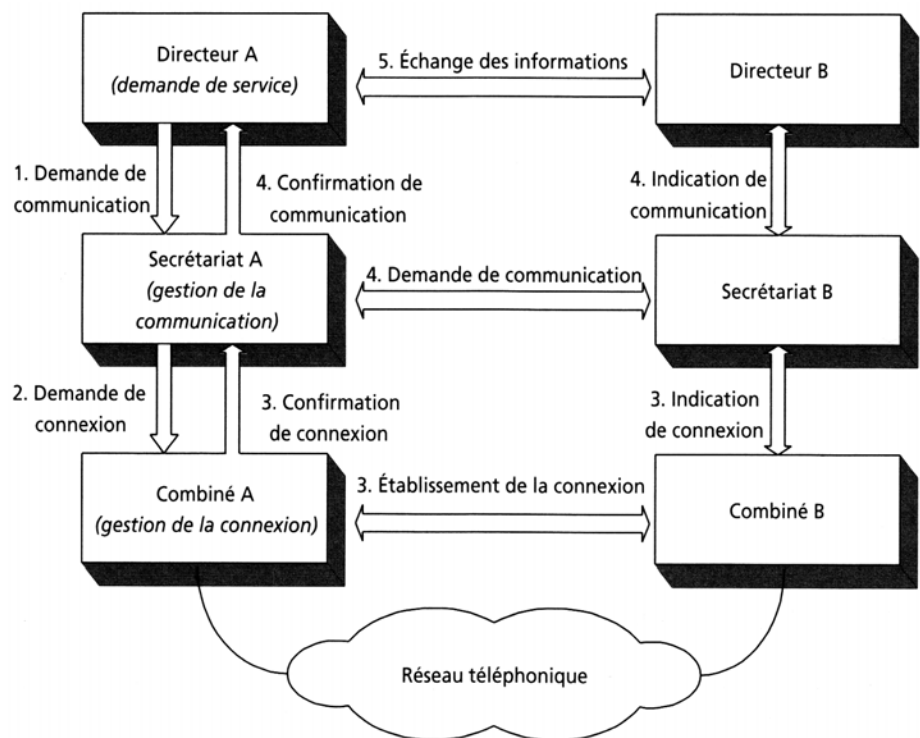 Directeur A
(demande de service)
5. Échange des informations
Directeur B
1. Demande de
communication
4. Confirmation de
communication
4. Indication de
communication
Secrétariat A
(gestion de la
communication)
4. Demande de communication
Secrétariat B
2. Demande de
connexion
3. Confirmation
de connexion
3. Indication
de connexion
Combiné A
(gestion de la connexion)
3. Établissement de la connexion
Combiné B
Réseau téléphonique